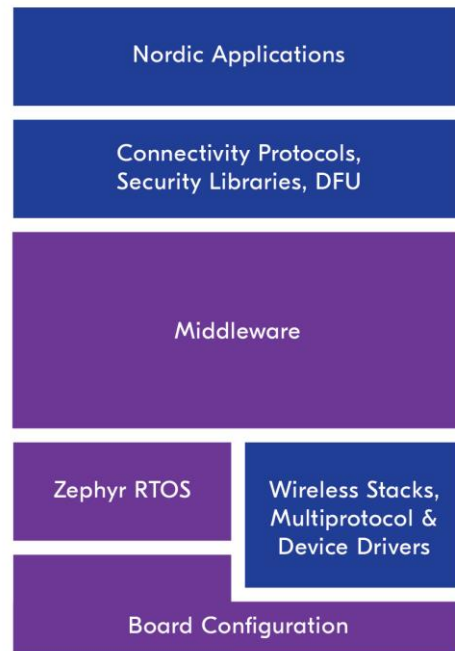 Nordic Applications
Connectivity Protocols,
Security Libraries, DFU
Middleware
Zephyr RTOS
Wireless Stacks,
Multiprotocol &
Device Drivers
Board Configuration